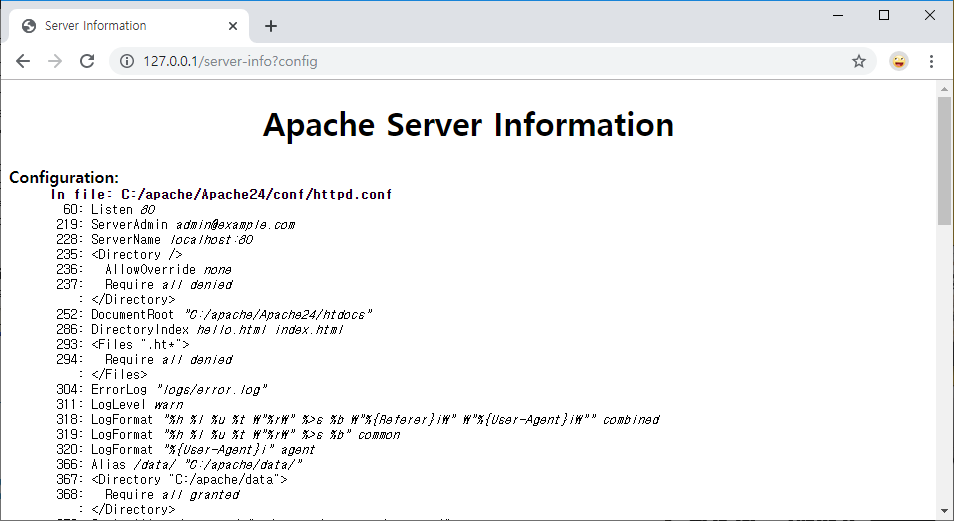 Server Information
127.0.0.1/server-info?config
Apache Server Information
Configuration:
In file: C:/apache/Apache24/conf/httpd.conf
60: Listen 80
219: ServerAdmin admin@example.com
228: ServerName localhost:80
235: <Directory />
236: AllowOverride none
237: Require all denied
: </Directory>
252: DocumentRoot "C:/apache/Apache24/htdocs"
286: DirectoryIndex hello.html index.html
293: <Files ".ht*">
294: Require all denied
: </Files>
304: ErrorLog "logs/error.log"
311: LogLevel warn
318: LogFormat "%h %l %u %t ₩"%r₩" %>s %b ₩"%{Referer}i₩" ₩"%{User-Agent}i₩"" combined
319: LogFormat "%h %l %u %t ₩"%r₩" %>s %b" common
320: LogFormat "%{User-Agent}i" agent
366: Alias /data/ "C:/apache/data/"
367: <Directory "C:/apache/data">
368: Require all granted
: </Directory>